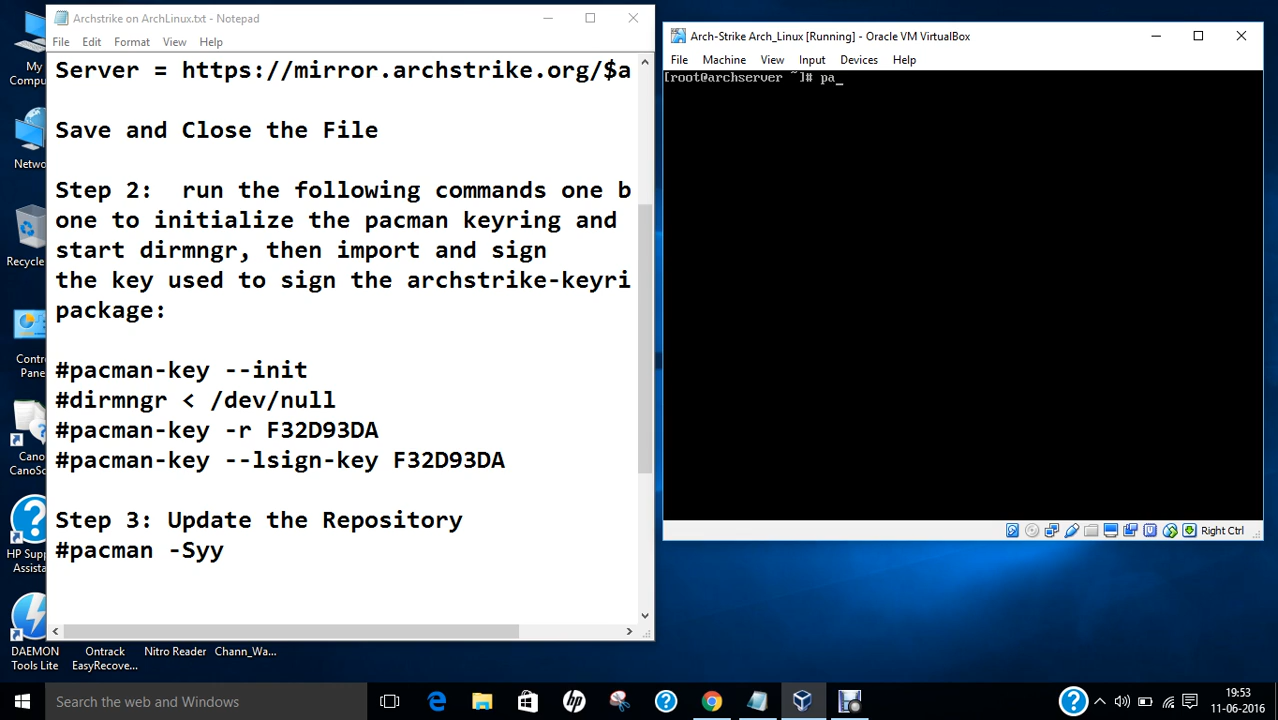 Archstrike on ArchLinux.txt - Notepad
File Edit Format View Help
Server = https://mirror.archstrike.org/$a
Save and Close the File
Step 2:  run the following commands one b
one to initialize the pacman keyring and
start dirmngr, then import and sign
the key used to sign the archstrike-keyri
package:
#pacman-key --init
#dirmngr < /dev/null
#pacman-key -r F32D93DA
#pacman-key --lsign-key F32D93DA
Step 3: Update the Repository
#pacman -Syy
Arch-Strike Arch_Linux [Running] - Oracle VM VirtualBox
File Machine View Input Devices Help
[root@archserver ~]# pa_
Right Ctrl
My
Compu
Netwo
Recycle
Contr
Pane
Cano
CanoSc
HP Supp
Assista
DAEMON
Tools Lite
Ontrack
EasyRecove...
Nitro Reader
Chann_Wa...
Search the web and Windows
19:53
11-06-2016